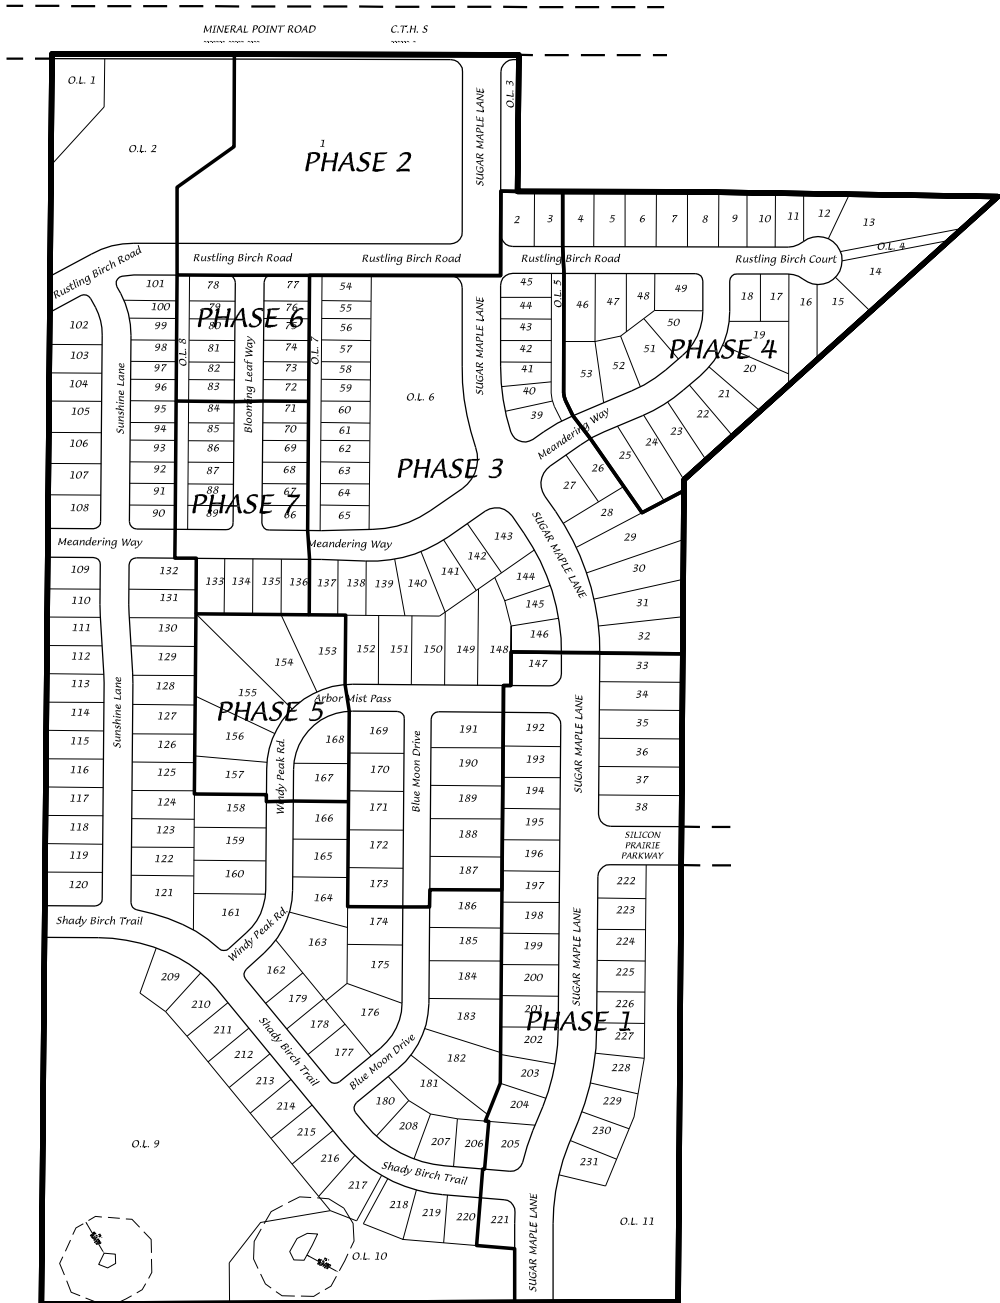 MINERAL POINT ROAD C.T.H. S
O.L. 1
O.L. 2
1
PHASE 2
SUGAR MAPLE LANE
O.L. 3
2 3 4 5 6 7 8 9 10 11 12 13
O.L. 4
14
Rustling Birch Road
Rustling Birch Road
Rustling Birch Road
Rustling Birch Road
Rustling Birch Court
101 78 77 54
100 79 76 55
99 80 75 56
98 81 74 57
97 82 73 58
96 83 72 59
95 84 71 60
94 85 70 61
93 86 69 62
92 87 68 63
91 88 67 64
90 89 66 65
PHASE 6
PHASE 7
O.L. 8
O.L. 7
Blooming Leaf Way
102
103
104
105
106
107
108
Sunshine Lane
O.L. 6
PHASE 3
SUGAR MAPLE LANE
45
44
43
42
41
40
39
O.L. 5
46 47 48 49
50
51
52
53
PHASE 4
18 17 16 15
19
20
21
22
23
24
25
26
27
28
29
30
31
32
Meandering Way
Meandering Way
Meandering Way
SUGAR MAPLE LANE
109 132
110 131
111 130
112 129
113 128
114 127
115 126
116 125
117 124
118 123
119 122
120 121
Sunshine Lane
133 134 135 136 137 138 139 140 141 142 143
144
145
146
147
152 151 150 149 148
153
154
155
156
157
PHASE 5
Arbor Mist Pass
Windy Peak Rd.
168
167
158 166
159 165
160 164
161 163
Windy Peak Rd.
162
169 191
170 190
171 189
172 188
173 187
174 186
175 185
176 184
183
182
181
180
Blue Moon Drive
Blue Moon Drive
192
193
194
195
196
197
198
199
200
201
202
203
204
205
PHASE 1
SUGAR MAPLE LANE
SUGAR MAPLE LANE
SUGAR MAPLE LANE
33
34
35
36
37
38
SILICON
PRAIRIE
PARKWAY
222
223
224
225
226
227
228
229
230
231
Shady Birch Trail
Shady Birch Trail
Shady Birch Trail
179
178
177
208 207 206
209
210
211
212
213
214
215
216
217
218 219 220 221
O.L. 9
O.L. 10
O.L. 11